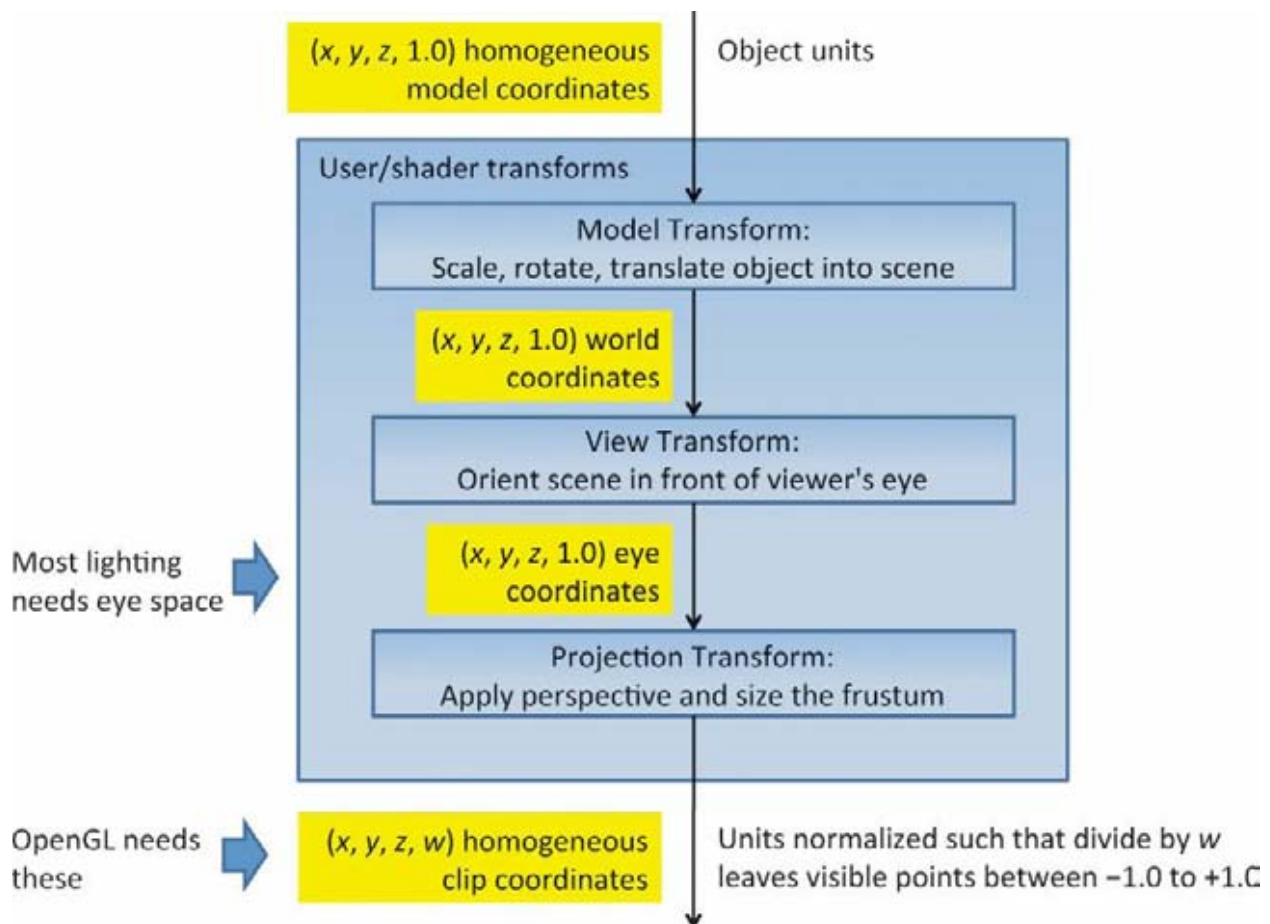 (x, y, z, 1.0) homogeneous
model coordinates
Object units
User/shader transforms
Model Transform:
Scale, rotate, translate object into scene
(x, y, z, 1.0) world
coordinates
View Transform:
Orient scene in front of viewer's eye
Most lighting
needs eye space
(x, y, z, 1.0) eye
coordinates
Projection Transform:
Apply perspective and size the frustum
OpenGL needs
these
(x, y, z, w) homogeneous
clip coordinates
Units normalized such that divide by w
leaves visible points between −1.0 to +1.0